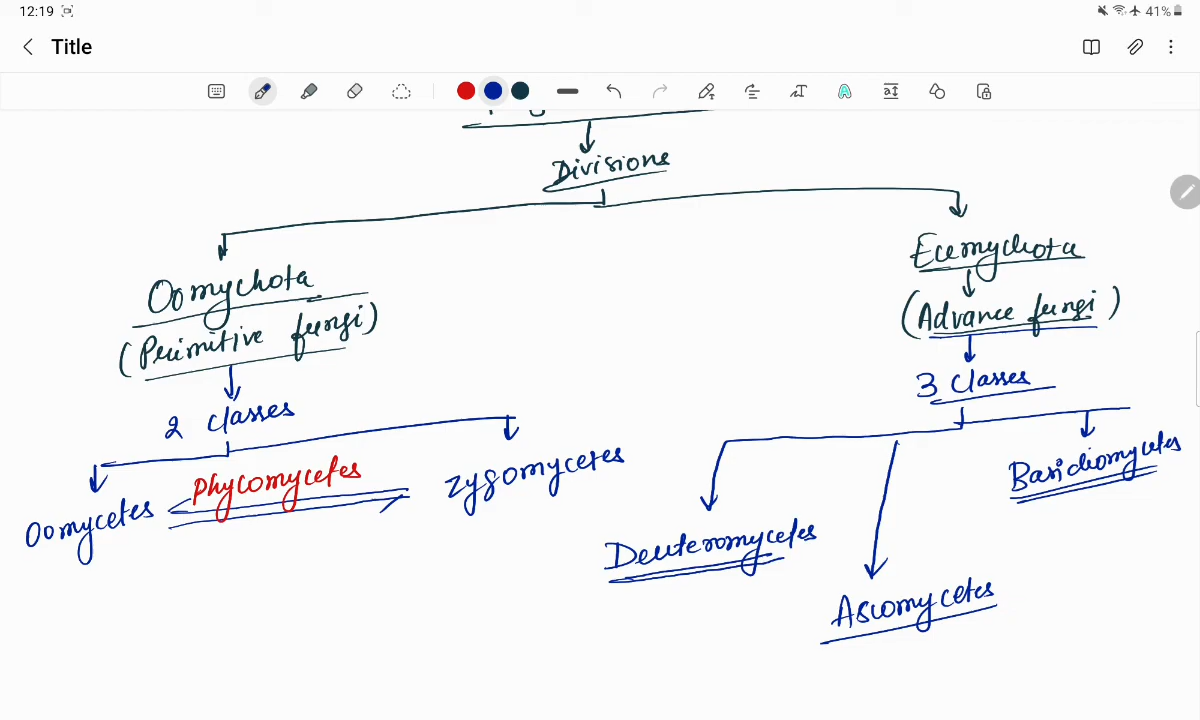 12:19
41%
Title
Divisions
Oomychota
(Primitive fungi)
2 classes
Oomycetes
Phycomycetes
Zygomycetes
Eumychota
(Advance fungi)
3 classes
Deuteromycetes
Ascomycetes
Basidiomycetes